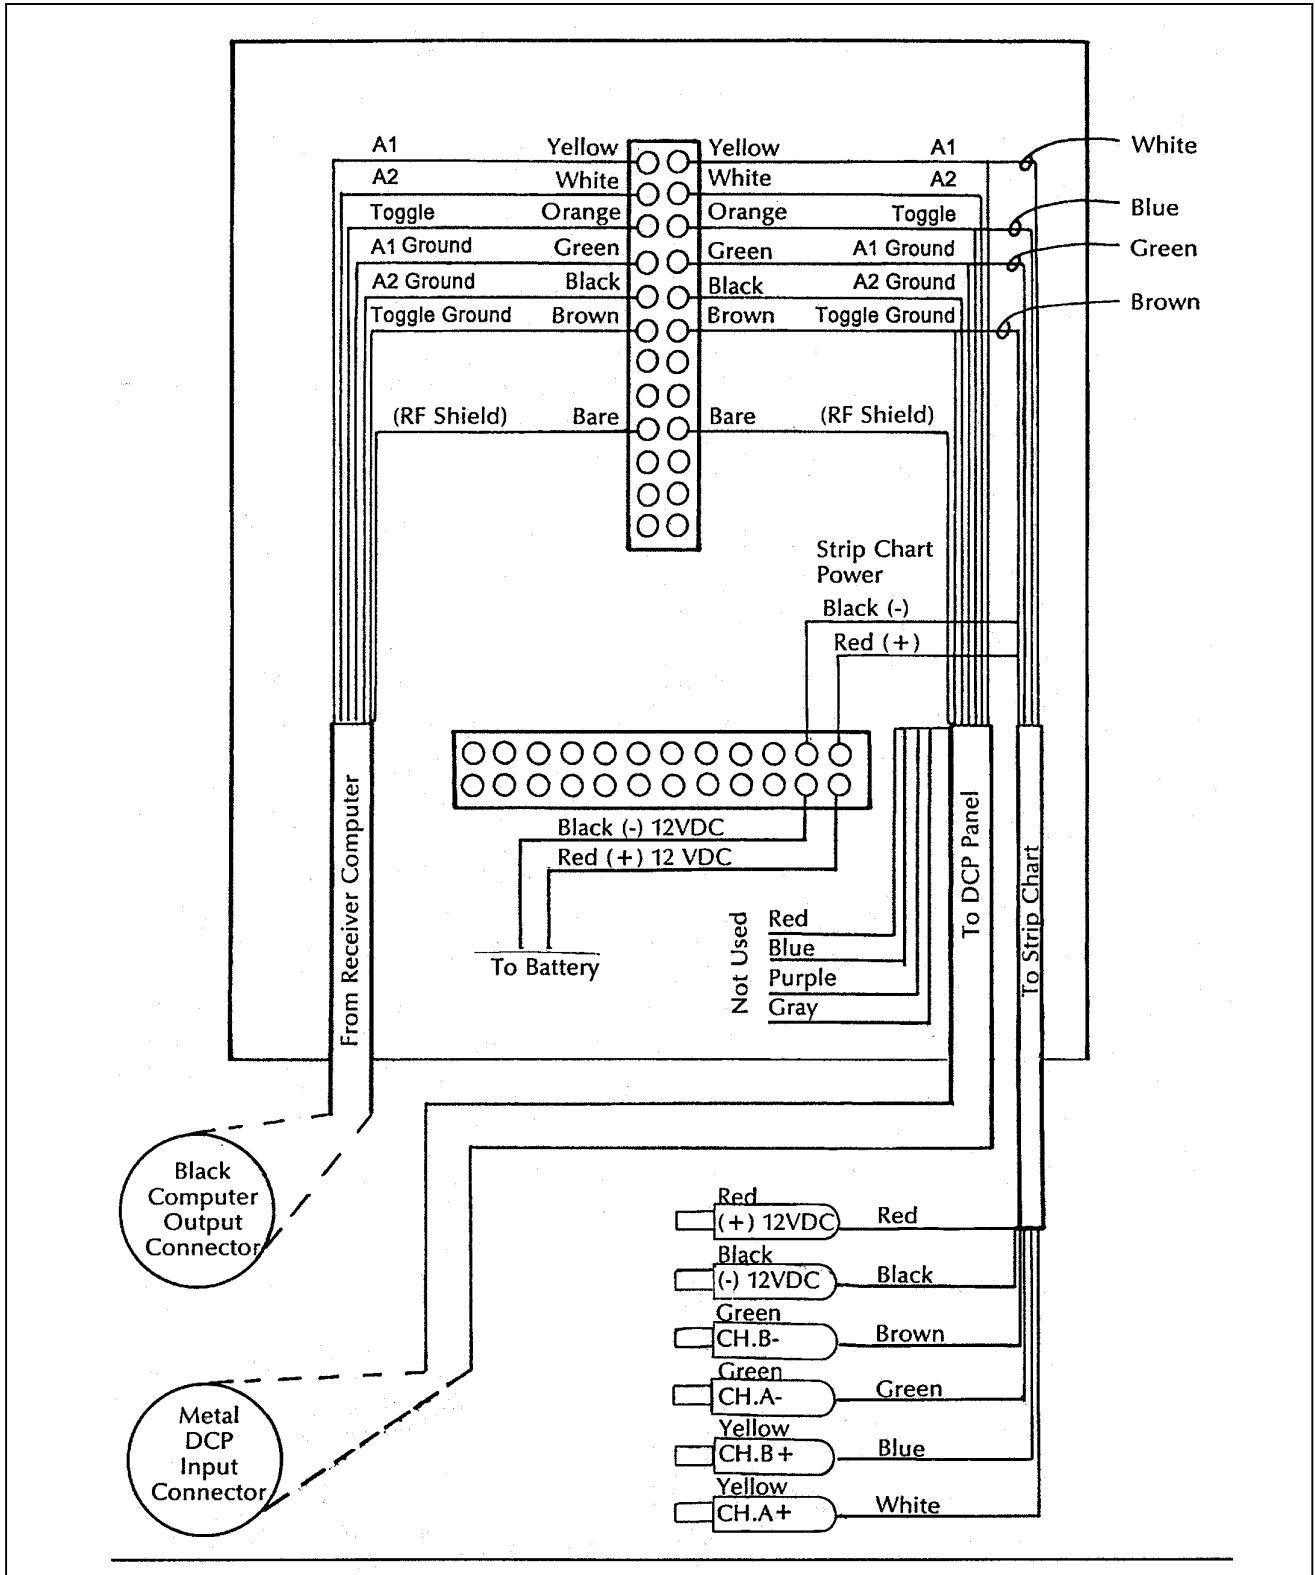 A1 Yellow Yellow A1 White
A2 White White A2
Toggle Orange Orange Toggle Blue
A1 Ground Green Green A1 Ground Green
A2 Ground Black Black A2 Ground
Toggle Ground Brown Brown Toggle Ground Brown
(RF Shield) Bare Bare (RF Shield)
Strip Chart
Power
Black (-)
Red (+)
From Receiver Computer
To DCP Panel
To Strip Chart
Black (-) 12VDC
Red (+) 12 VDC
To Battery
Not Used
Red
Blue
Purple
Gray
Black
Computer
Output
Connector
Metal
DCP
Input
Connector
Red
(+) 12VDC Red
Black
(-) 12VDC Black
Green
CH.B- Brown
Green
CH.A- Green
Yellow
CH.B+ Blue
Yellow
CH.A+ White